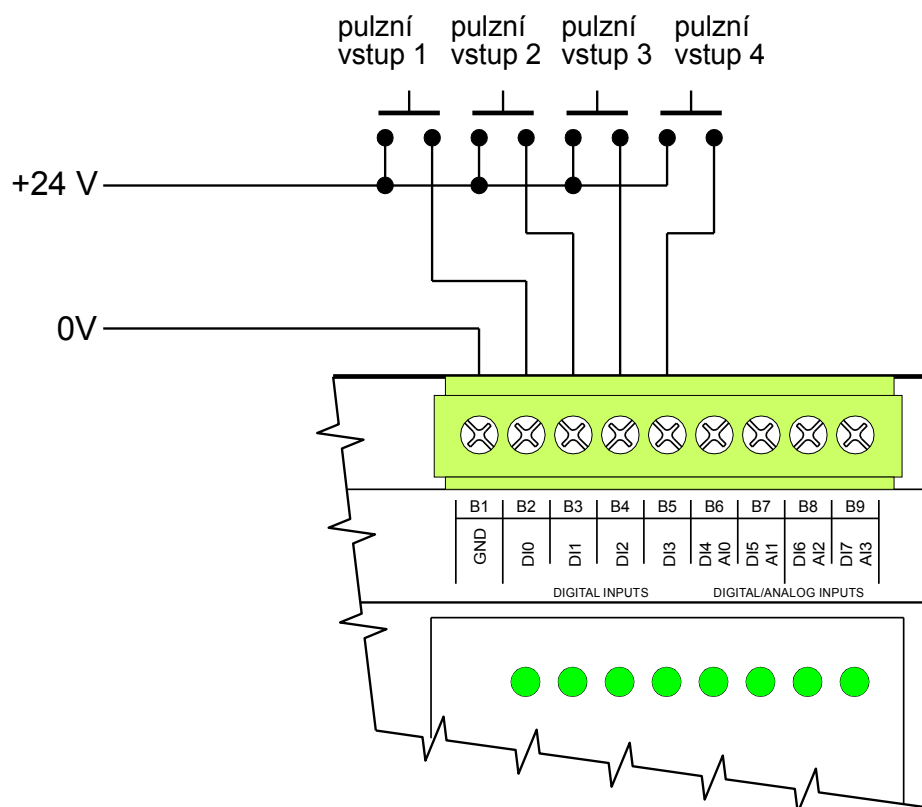 pulzní vstup 1
pulzní vstup 2
pulzní vstup 3
pulzní vstup 4
+24 V
0V
B1 B2 B3 B4 B5 B6 B7 B8 B9
GND
DI0
DI1
DI2
DI3
DI4 AI0
DI5 AI1
DI6 AI2
DI7 AI3
DIGITAL INPUTS
DIGITAL/ANALOG INPUTS